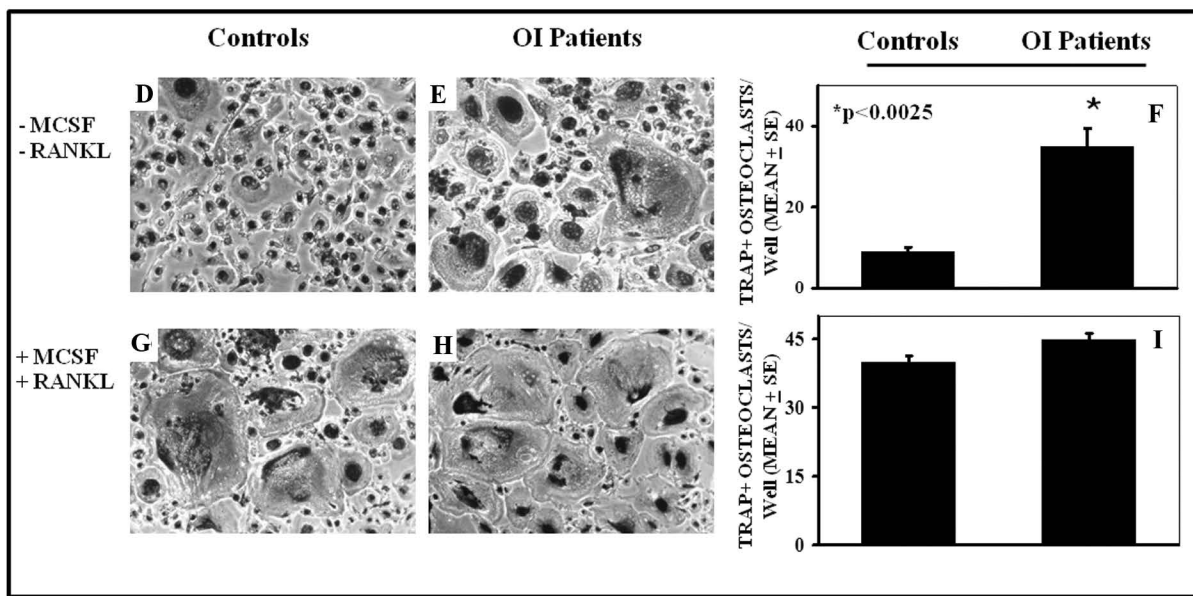 Controls
OI Patients
Controls
OI Patients
- MCSF
- RANKL
D
E
TRAP+ OSTEOCLASTS/
Well (MEAN ± SE)
40
20
0
*p<0.0025
*
F
+ MCSF
+ RANKL
G
H
TRAP+ OSTEOCLASTS/
Well (MEAN ± SE)
45
30
15
0
I